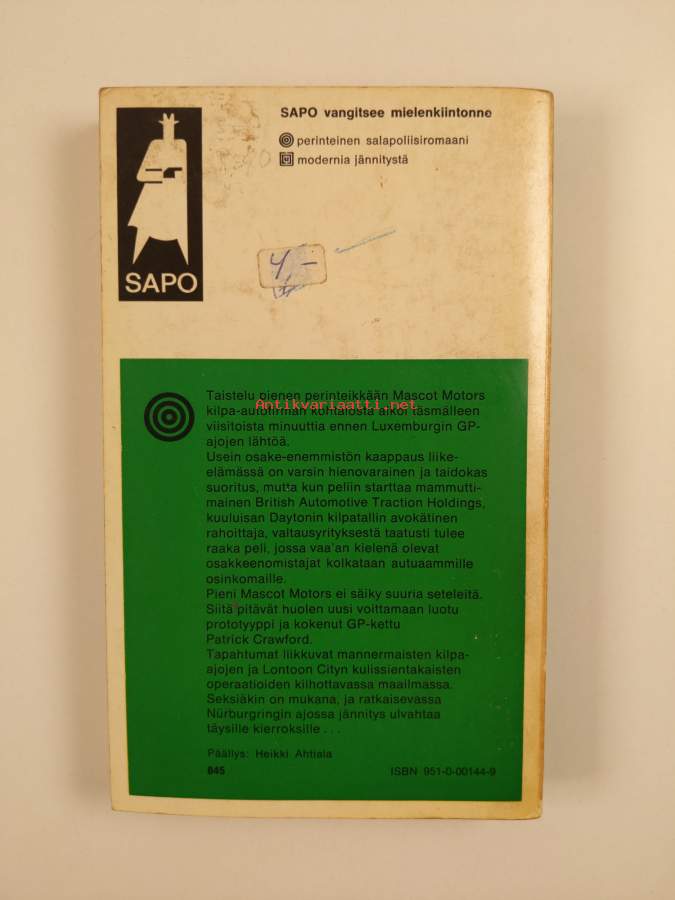 SAPO vangitsee mielenkiintonne
perinteinen salapoliisiromaani
modernia jännitystä
SAPO
4,-
Taistelu pienen perinteikkään Mascot Motors
kilpa-autofirman kohtalosta alkoi täsmälleen
Antikvariaatti.net
viisitoista minuuttia ennen Luxemburgin GP-
ajojen lähtöä.
Usein osake-enemmistön kaappaus liike-
elämässä on varsin hienovarainen ja taidokas
suoritus, mutta kun peliin starttaa mammutti-
mainen British Automotive Traction Holdings,
kuuluisan Daytonin kilpatallin avokätinen
rahoittaja, valtausyrityksestä taatusti tulee
raaka peli, jossa vaa'an kielenä olevat
osakkeenomistajat kolkataan autuaammille
osinkomaille.
Pieni Mascot Motors ei säiky suuria seteleitä.
Siitä pitävät huolen uusi voittamaan luotu
prototyyppi ja kokenut GP-kettu
Patrick Crawford.
Tapahtumat liikkuvat mannermaisten kilpa-
ajojen ja Lontoon Cityn kulissientakaisten
operaatioiden kiihottavassa maailmassa.
Seksiäkin on mukana, ja ratkaisevassa
Nürburgringin ajossa jännitys ulvahtaa
täysille kierroksille . . .
Päällys: Heikki Ahtiala
845
ISBN 951-0-00144-9